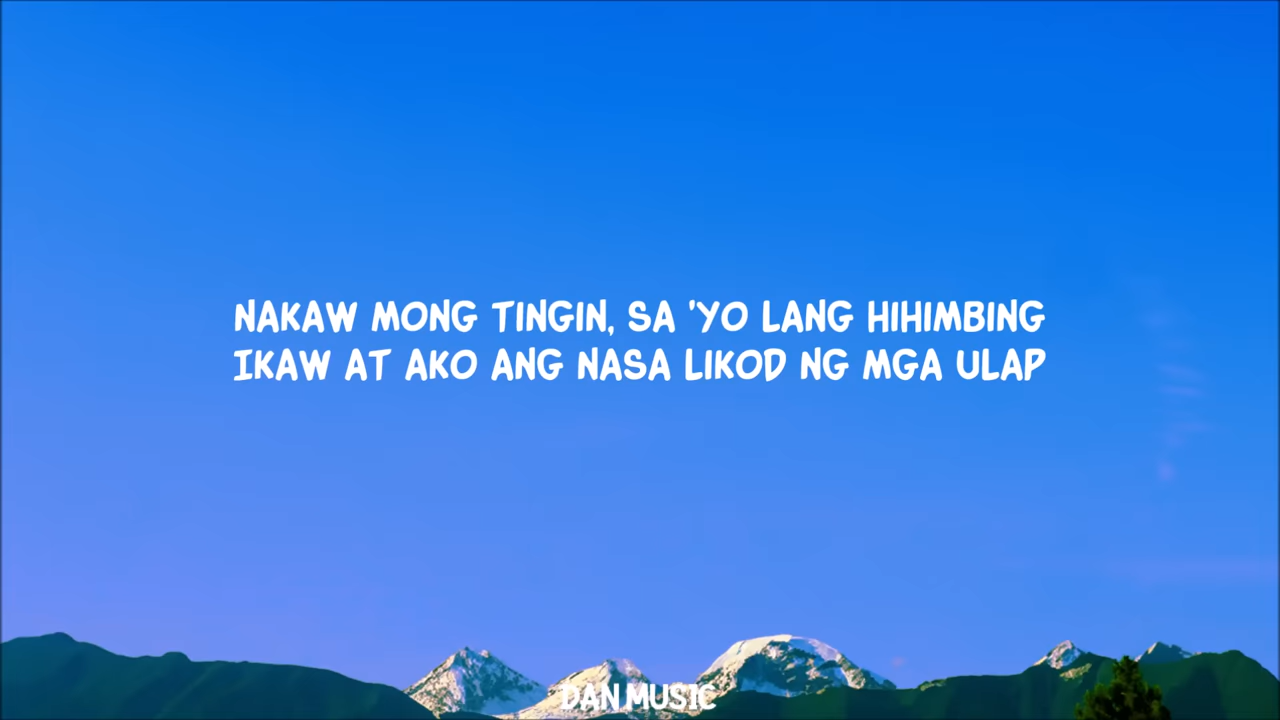 NAKAW MONG TINGIN, SA 'YO LANG HIHIMBING
IKAW AT AKO ANG NASA LIKOD NG MGA ULAP
DAN MUSIC